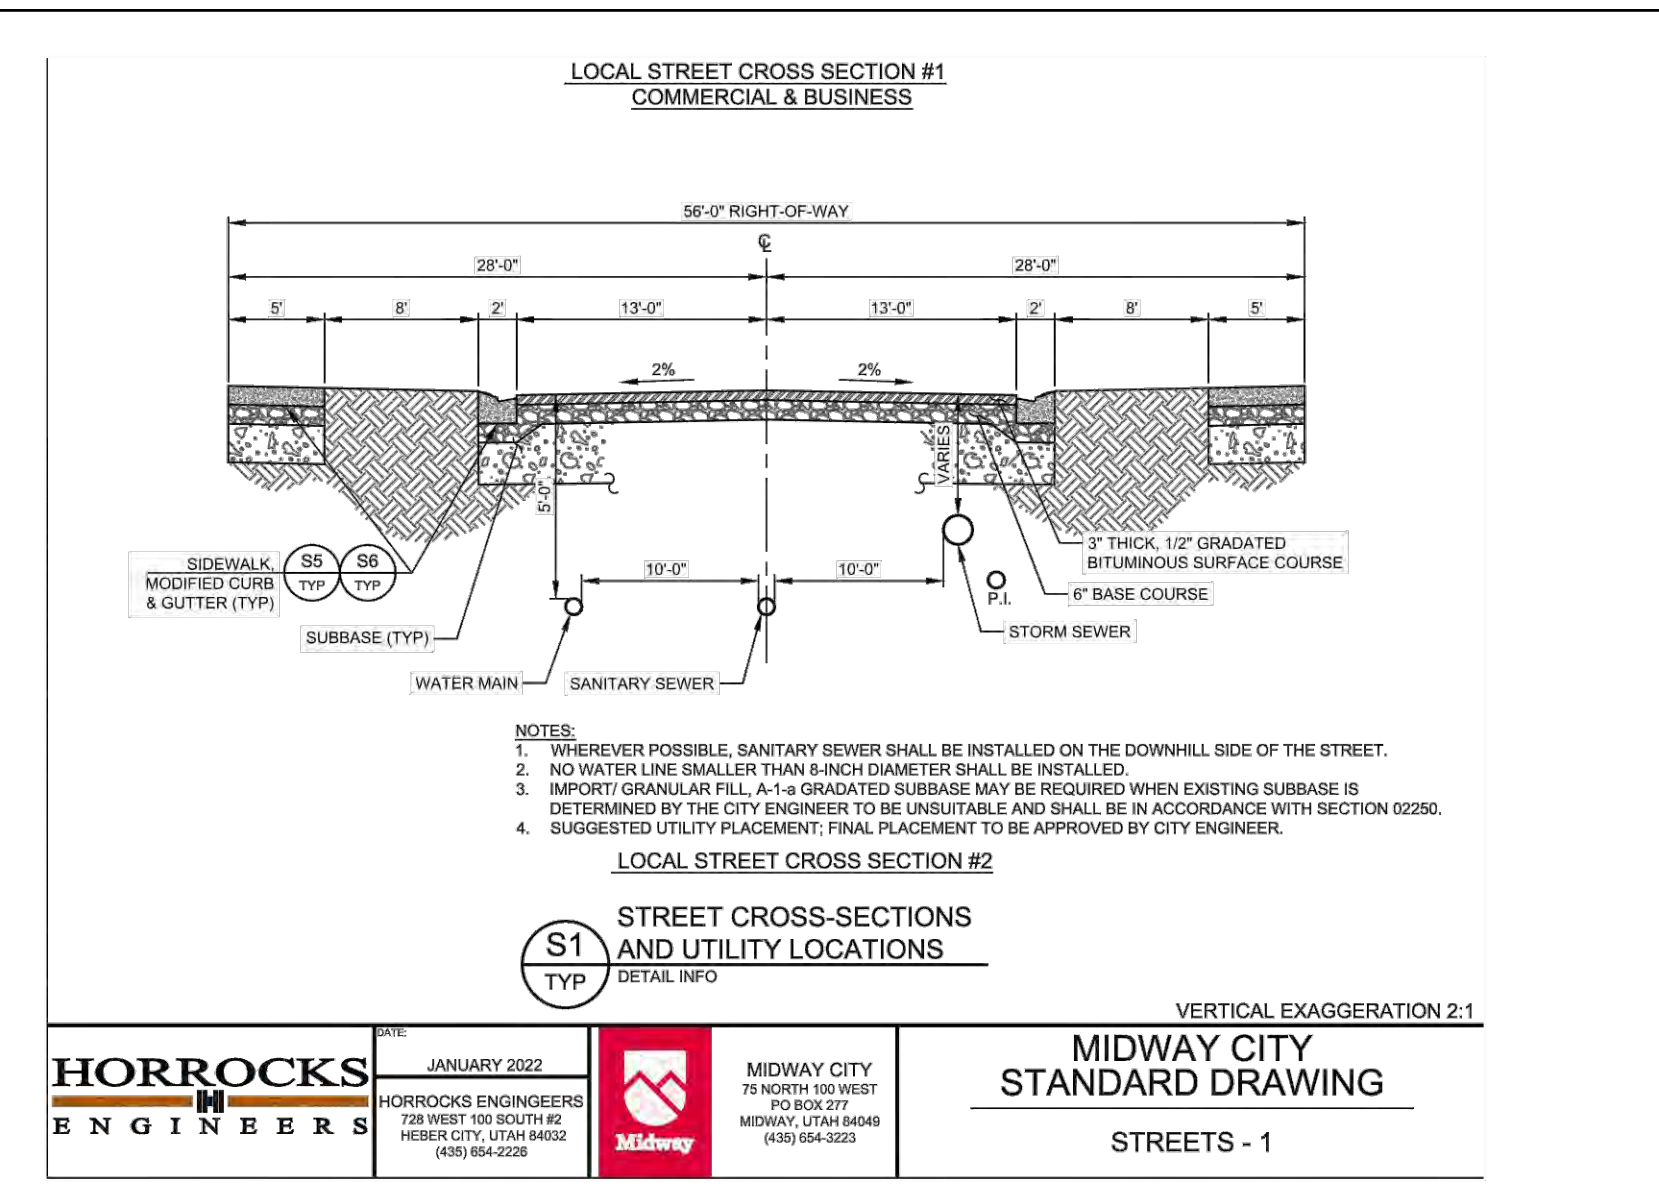 LOCAL STREET CROSS SECTION #1
COMMERCIAL & BUSINESS
56'-0" RIGHT-OF-WAY
℄
28'-0" 28'-0"
5' 8' 2' 13'-0" 13'-0" 2' 8' 5'
2% 2%
VARIES
5'-0"
SIDEWALK,
MODIFIED CURB
& GUTTER (TYP)
S5
TYP
S6
TYP
10'-0" 10'-0"
P.I.
3" THICK, 1/2" GRADATED
BITUMINOUS SURFACE COURSE
6" BASE COURSE
SUBBASE (TYP)
STORM SEWER
WATER MAIN
SANITARY SEWER
NOTES:
1. WHEREVER POSSIBLE, SANITARY SEWER SHALL BE INSTALLED ON THE DOWNHILL SIDE OF THE STREET.
2. NO WATER LINE SMALLER THAN 8-INCH DIAMETER SHALL BE INSTALLED.
3. IMPORT/ GRANULAR FILL, A-1-a GRADATED SUBBASE MAY BE REQUIRED WHEN EXISTING SUBBASE IS
DETERMINED BY THE CITY ENGINEER TO BE UNSUITABLE AND SHALL BE IN ACCORDANCE WITH SECTION 02250.
4. SUGGESTED UTILITY PLACEMENT; FINAL PLACEMENT TO BE APPROVED BY CITY ENGINEER.
LOCAL STREET CROSS SECTION #2
S1
TYP
STREET CROSS-SECTIONS
AND UTILITY LOCATIONS
DETAIL INFO
VERTICAL EXAGGERATION 2:1
HORROCKS
H
ENGINEERS
DATE:
JANUARY 2022
HORROCKS ENGINGEERS
728 WEST 100 SOUTH #2
HEBER CITY, UTAH 84032
(435) 654-2226
Midway
MIDWAY CITY
75 NORTH 100 WEST
PO BOX 277
MIDWAY, UTAH 84049
(435) 654-3223
MIDWAY CITY
STANDARD DRAWING
STREETS - 1